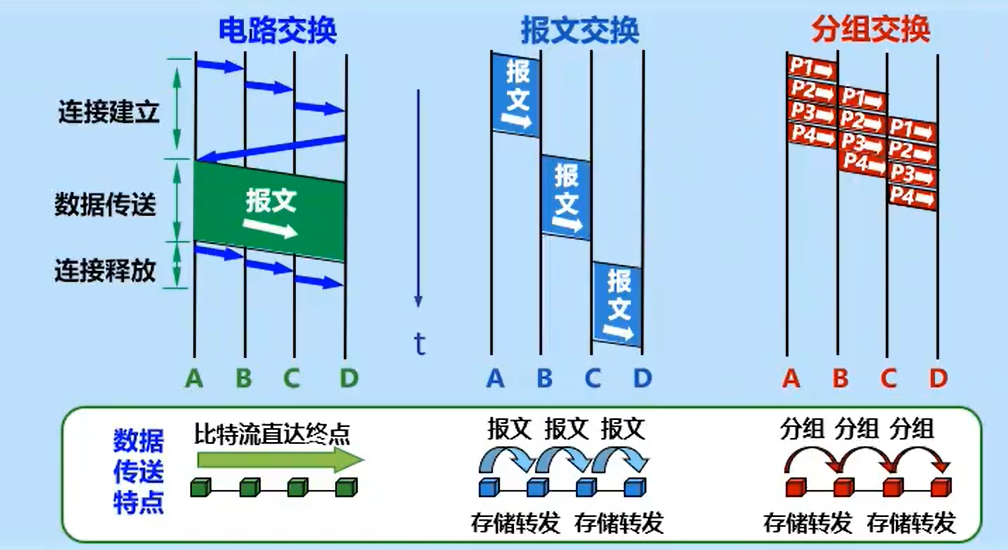 电路交换
报文交换
分组交换
连接建立
数据传送
连接释放
报文
A B C D
t
报文
报文
报文
A B C D
P1
P2
P3
P4
P1
P2
P3
P4
P1
P2
P3
P4
A B C D
数据
传送
特点
比特流直达终点
报文 报文 报文
存储转发 存储转发
分组 分组 分组
存储转发 存储转发